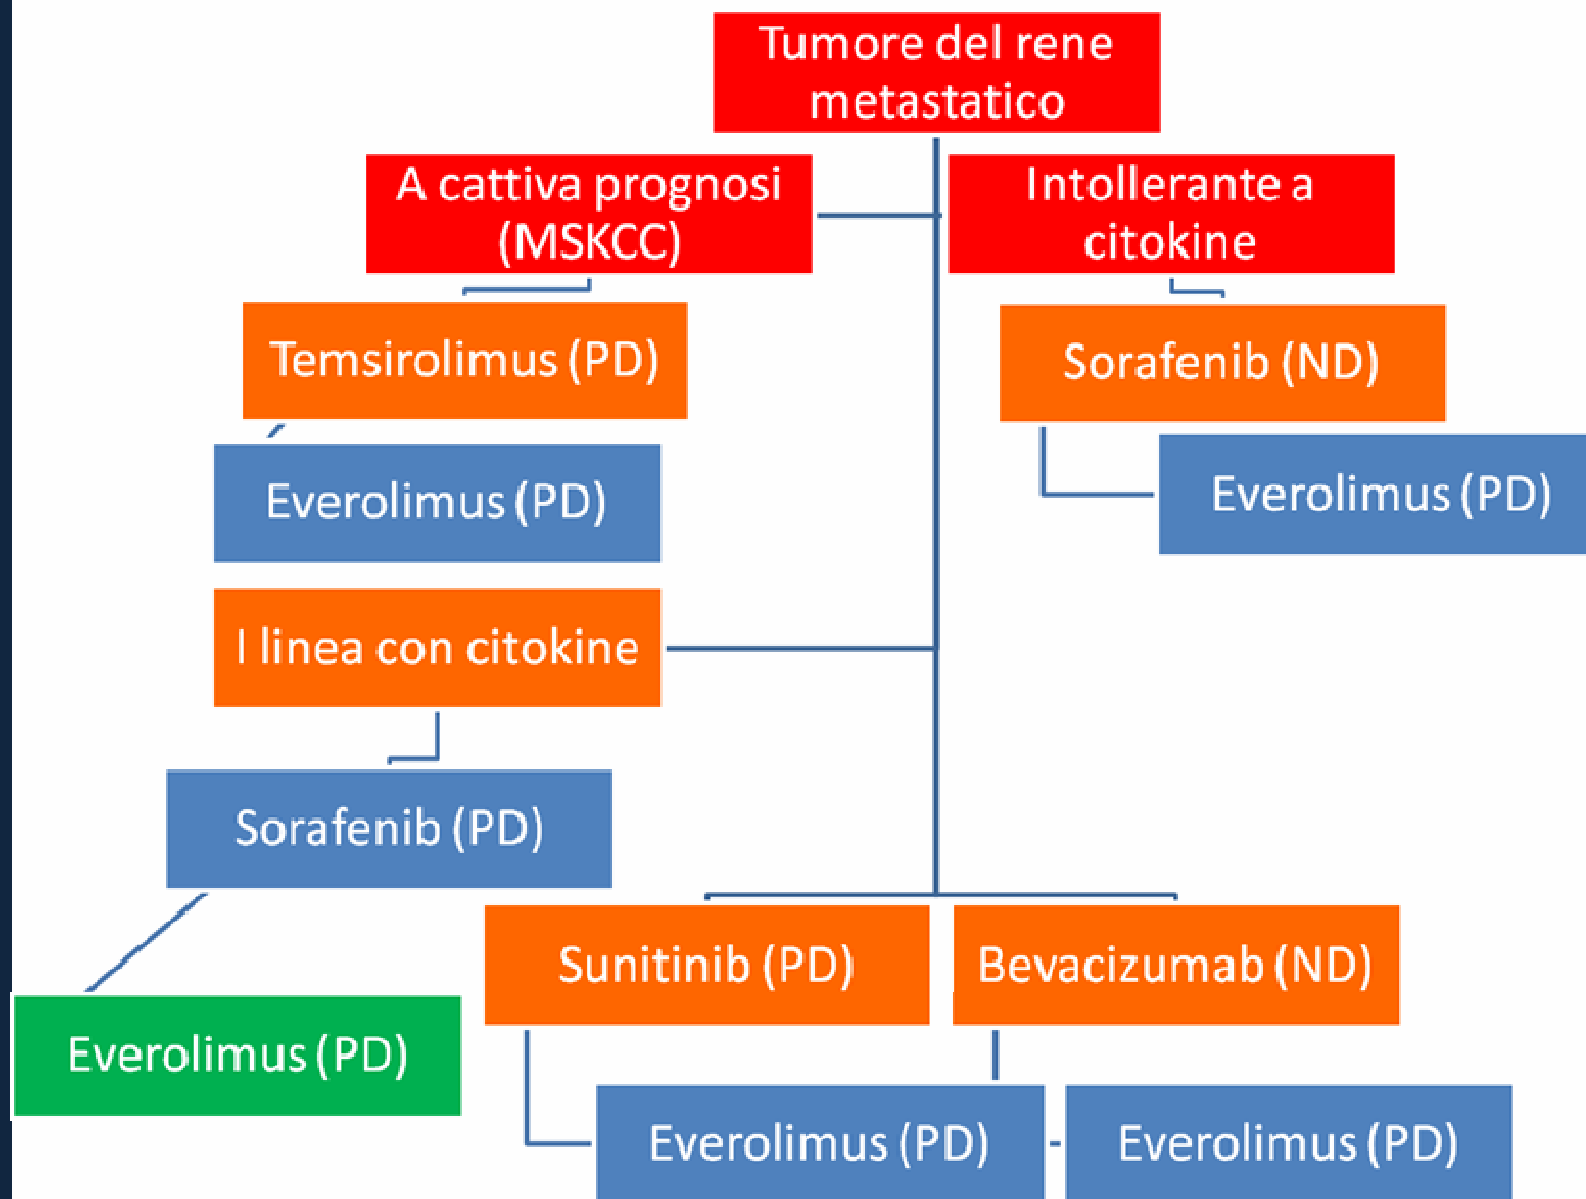 Tumore del rene
metastatico
A cattiva prognosi
(MSKCC)
Intollerante a
citokine
Temsirolimus (PD)
Sorafenib (ND)
Everolimus (PD)
Everolimus (PD)
I linea con citokine
Sorafenib (PD)
Sunitinib (PD)
Bevacizumab (ND)
Everolimus (PD)
Everolimus (PD)
Everolimus (PD)